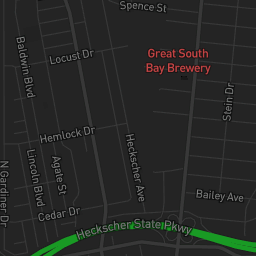 Spence St
Baldwin Blvd
Locust Dr
Great South
Bay Brewery
Stein Dr
Hemlock Dr
Heckscher Ave
N Gardiner Dr
Lincoln Blvd
Agate St
Bailey Ave
Cedar Dr
Heckscher State Pkwy